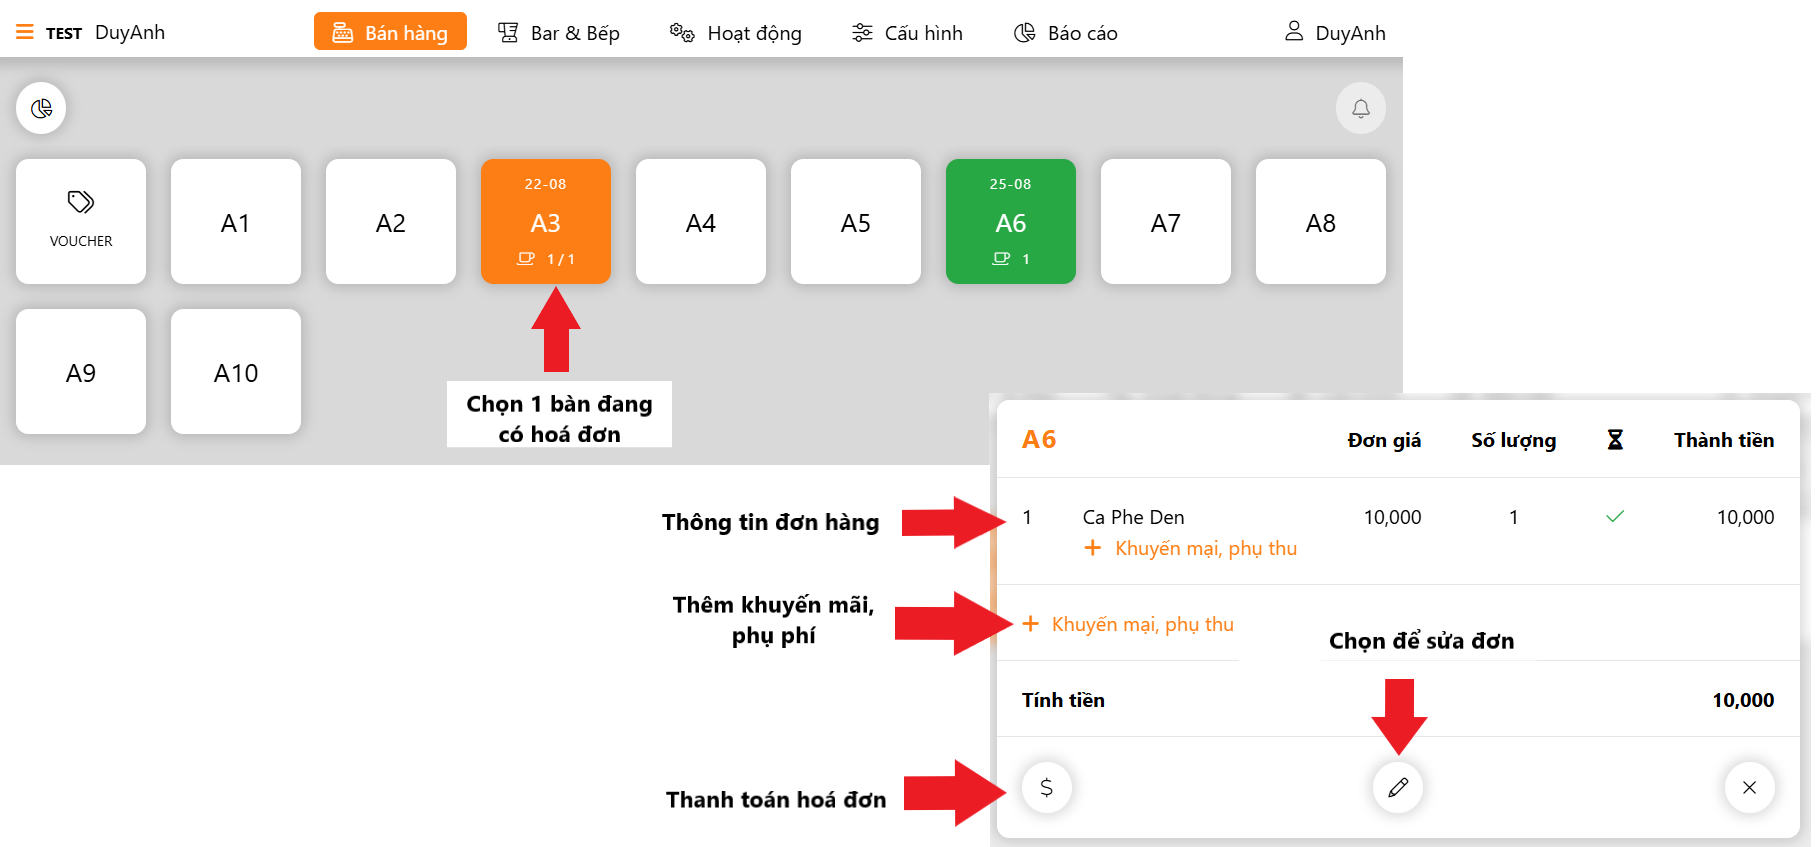 TEST DuyAnh Bán hàng Bar & Bếp Hoạt động Cấu hình Báo cáo DuyAnh
VOUCHER
A1
A2
22-08
A3
1 / 1
A4
A5
25-08
A6
1
A7
A8
A9
A10
Chọn 1 bàn đang
có hoá đơn
A6 Đơn giá Số lượng Thành tiền
Thông tin đơn hàng
1 Ca Phe Den 10,000 1 10,000
+ Khuyến mại, phụ thu
Thêm khuyến mãi,
phụ phí
+ Khuyến mại, phụ thu
Chọn để sửa đơn
Tính tiền 10,000
Thanh toán hoá đơn
$